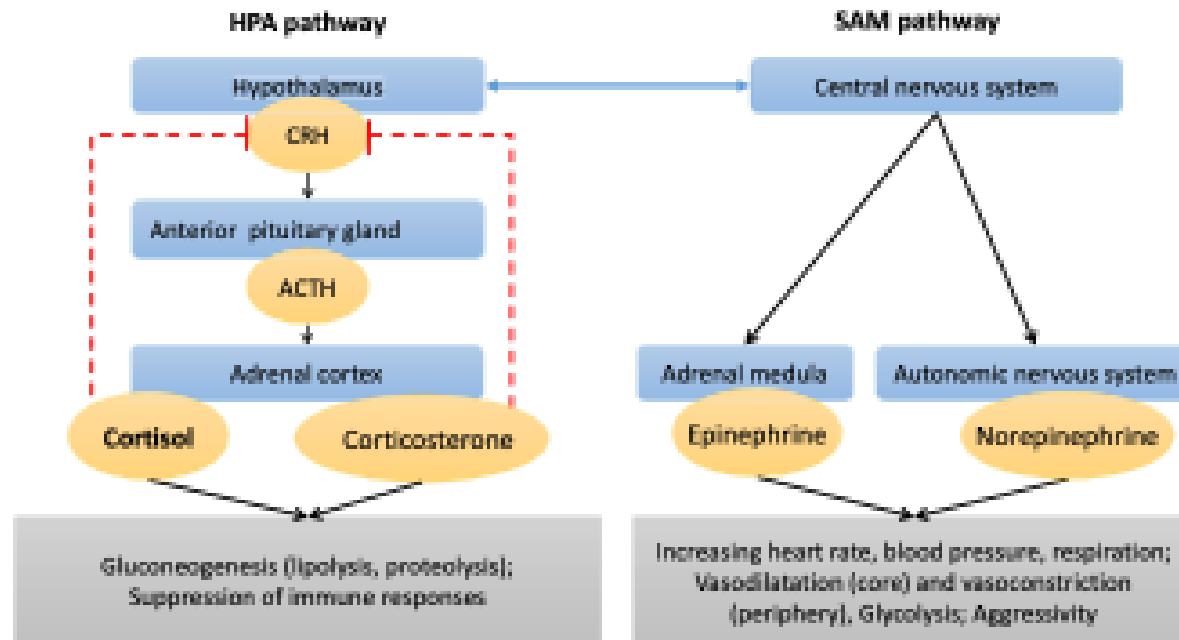 HPA pathway
SAM pathway
Hypothalamus
Central nervous system
CRH
Anterior pituitary gland
ACTH
Adrenal cortex
Adrenal medula
Autonomic nervous system
Cortisol
Corticosterone
Epinephrine
Norepinephrine
Gluconeogenesis (lipolysis, proteolysis);
Suppression of immune responses
Increasing heart rate, blood pressure, respiration;
Vasodilatation (core) and vasoconstriction
(periphery), Glycolysis; Aggressivity